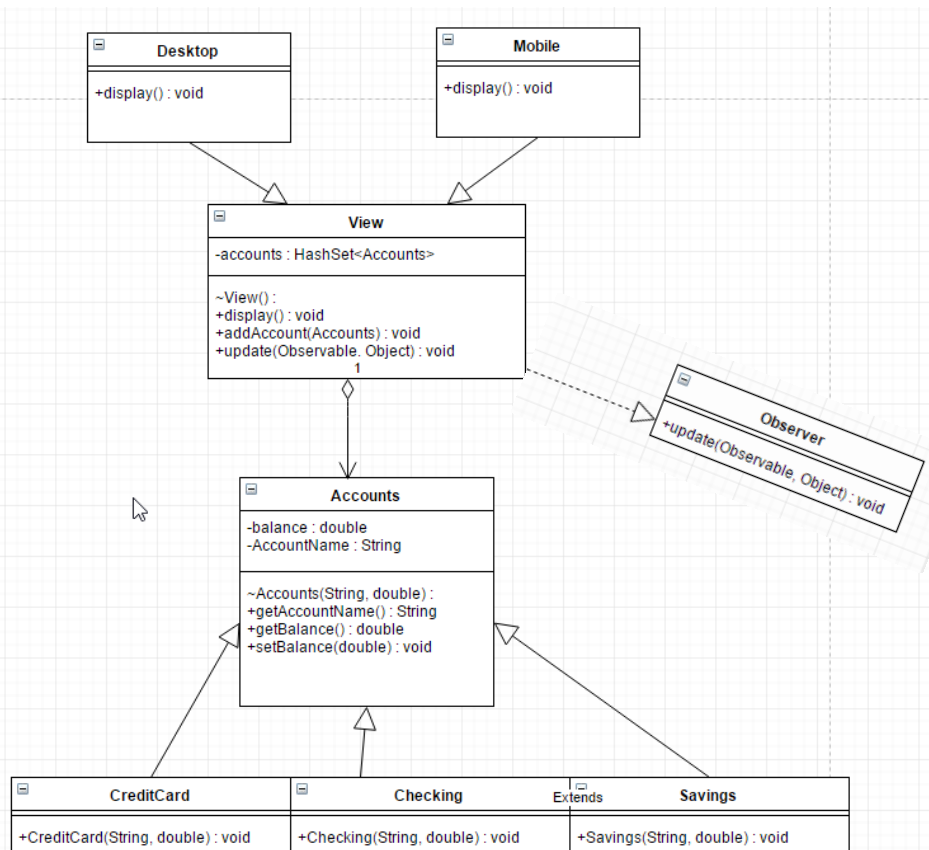 Desktop
+display() : void
Mobile
+display() : void
View
-accounts : HashSet<Accounts>
~View() :
+display() : void
+addAccount(Accounts) : void
+update(Observable, Object) : void
1
Observer
+update(Observable, Object) : void
Accounts
-balance : double
-AccountName : String
~Accounts(String, double) :
+getAccountName() : String
+getBalance() : double
+setBalance(double) : void
CreditCard
+CreditCard(String, double) : void
Checking
+Checking(String, double) : void
Extends
Savings
+Savings(String, double) : void